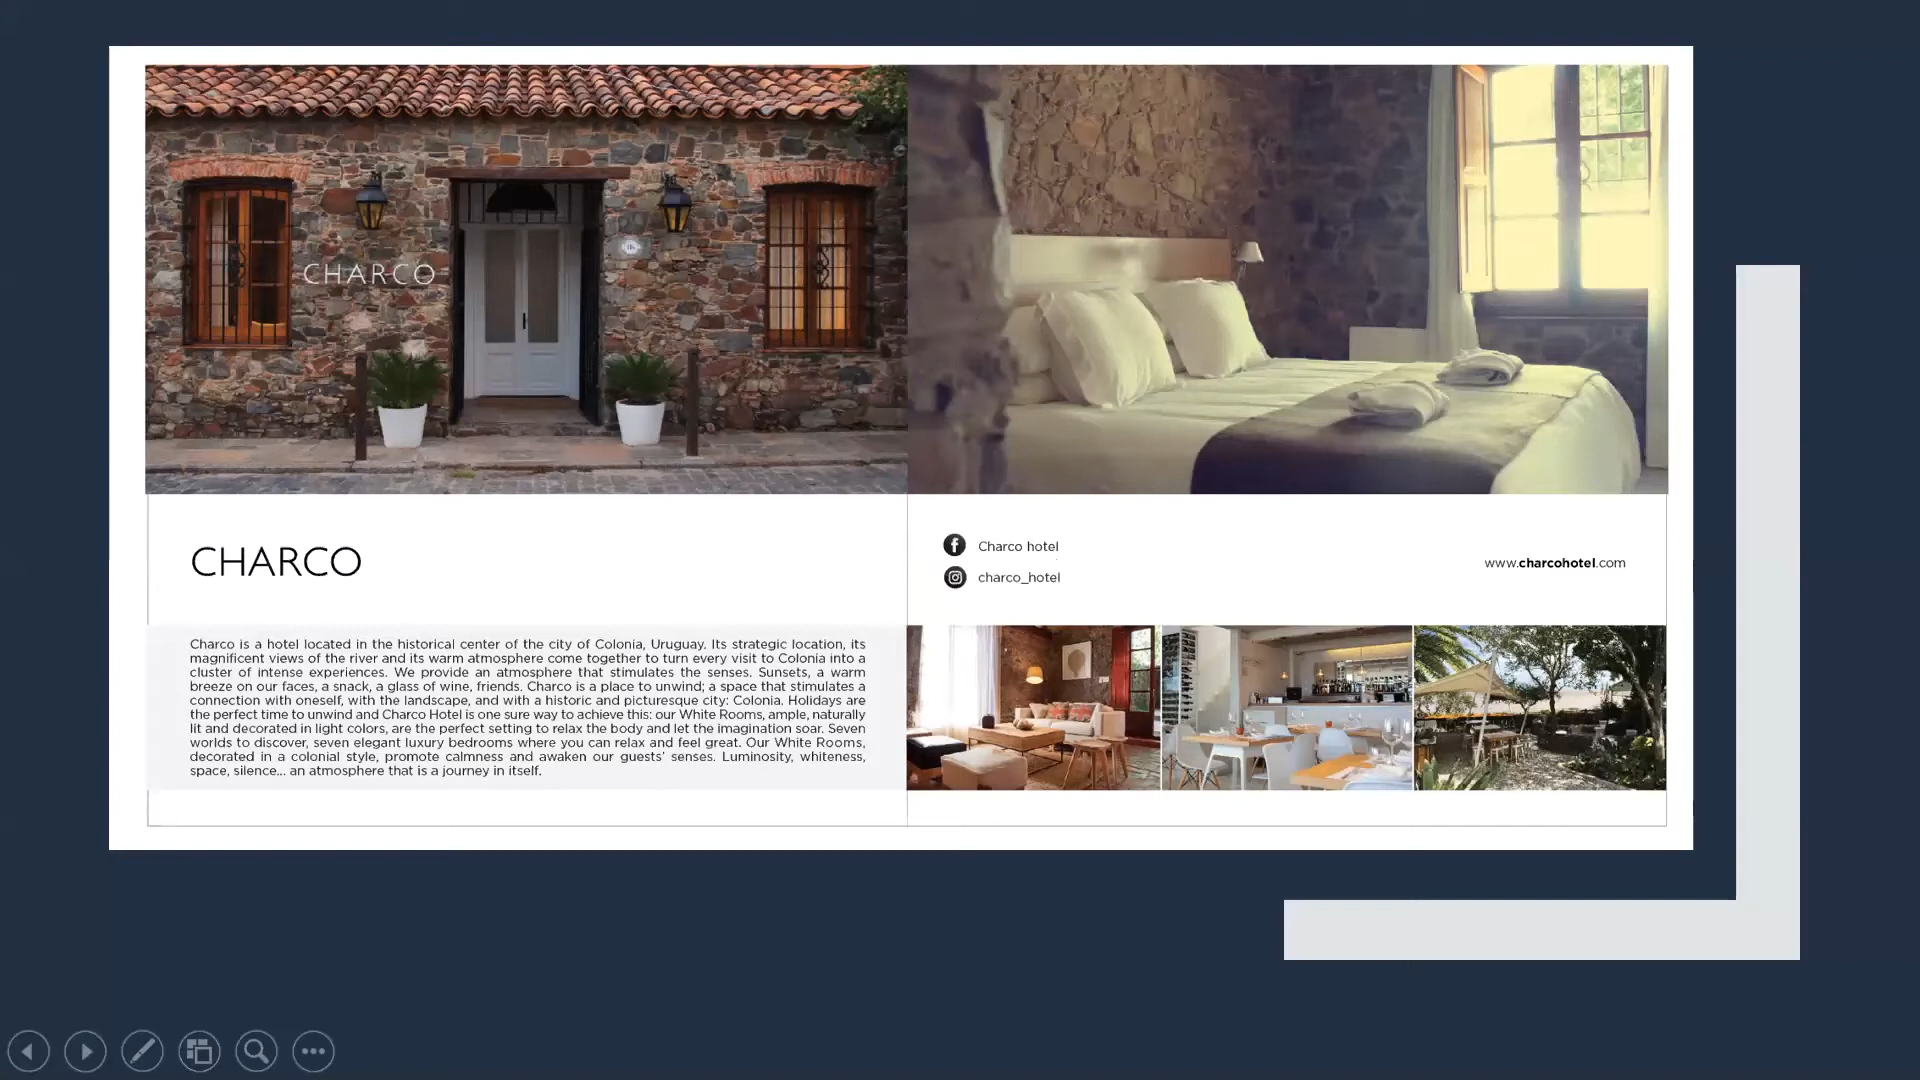 CHARCO
CHARCO
Charco hotel
charco_hotel
www.charcohotel.com
Charco is a hotel located in the historical center of the city of Colonia, Uruguay. Its strategic location, its
magnificent views of the river and its warm atmosphere come together to turn every visit to Colonia into a
cluster of intense experiences. We provide an atmosphere that stimulates the senses. Sunsets, a warm
breeze on our faces, a snack, a glass of wine, friends. Charco is a place to unwind; a space that stimulates a
connection with oneself, with the landscape, and with a historic and picturesque city: Colonia. Holidays are
the perfect time to unwind and Charco Hotel is one sure way to achieve this: our White Rooms, ample, naturally
lit and decorated in light colors, are the perfect setting to relax the body and let the imagination soar. Seven
worlds to discover, seven elegant luxury bedrooms where you can relax and feel great. Our White Rooms,
decorated in a colonial style, promote calmness and awaken our guests' senses. Luminosity, whiteness,
space, silence... an atmosphere that is a journey in itself.